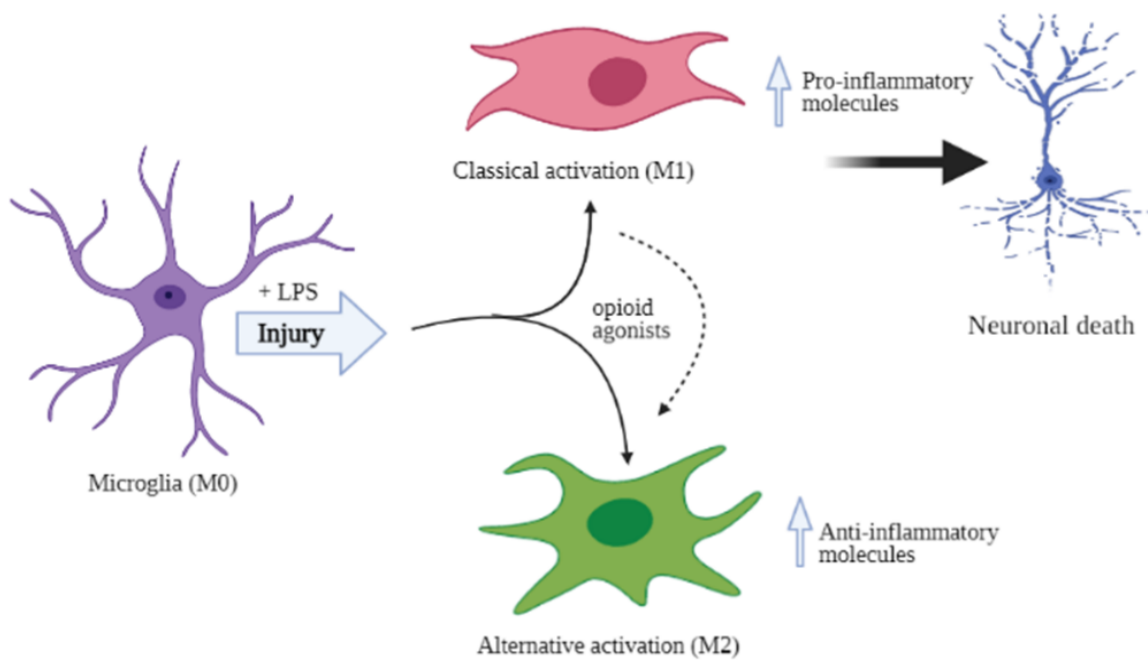 Pro-inflammatory
molecules
Classical activation (M1)
+ LPS
Injury
opioid
agonists
Neuronal death
Microglia (M0)
Anti-inflammatory
molecules
Alternative activation (M2)